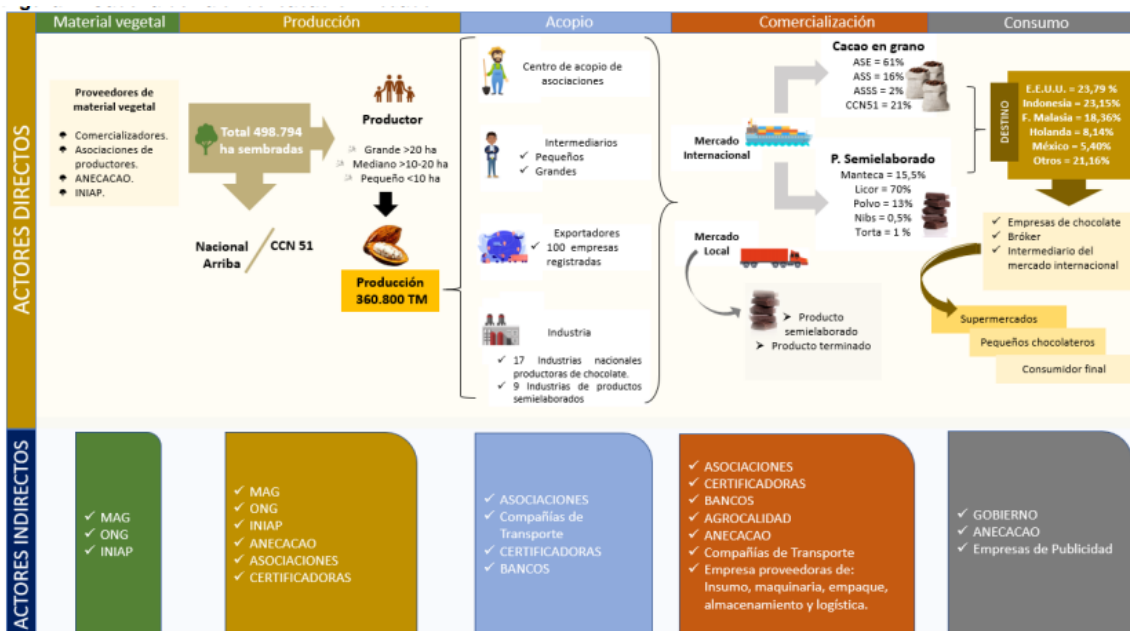 Material vegetal
Producción
Acopio
Comercialización
Consumo
ACTORES DIRECTOS
Proveedores de
material vegetal
Comercializadores.
Asociaciones de
productores.
ANECACAO.
INIAP.
Total 498.794
ha sembradas
Nacional
Arriba
CCN 51
Productor
Grande >20 ha
Mediano >10-20 ha
Pequeño <10 ha
Producción
360.800 TM
Centro de acopio de
asociaciones
Intermediarios
✓ Pequeños
✓ Grandes
Exportadores
✓ 100 empresas
registradas
Industria
✓ 17 Industrias nacionales
productoras de chocolate.
✓ 9 Industrias de productos
semielaborados
Mercado
Internacional
Cacao en grano
ASE = 61%
ASS = 16%
ASSS = 2%
CCN51 = 21%
P. Semielaborado
Manteca = 15,5%
Licor = 70%
Polvo = 13%
Nibs = 0,5%
Torta = 1 %
Mercado
Local
➤ Producto
semielaborado
➤ Producto terminado
DESTINO
E.E.U.U. = 23,79 %
Indonesia = 23,15%
F. Malasia = 18,36%
Holanda = 8,14%
México = 5,40%
Otros = 21,16%
✓ Empresas de chocolate
✓ Bróker
✓ Intermediario del
mercado internacional
Supermercados
Pequeños chocolateros
Consumidor final
ACTORES INDIRECTOS
✓ MAG
✓ ONG
✓ INIAP
✓ MAG
✓ ONG
✓ INIAP
✓ ANECACAO
✓ ASOCIACIONES
✓ CERTIFICADORAS
✓ ASOCIACIONES
✓ Compañías de
Transporte
✓ CERTIFICADORAS
✓ BANCOS
✓ ASOCIACIONES
✓ CERTIFICADORAS
✓ BANCOS
✓ AGROCALIDAD
✓ ANECACAO
✓ Compañías de Transporte
✓ Empresa proveedoras de:
Insumo, maquinaria, empaque,
almacenamiento y logística.
✓ GOBIERNO
✓ ANECACAO
✓ Empresas de Publicidad